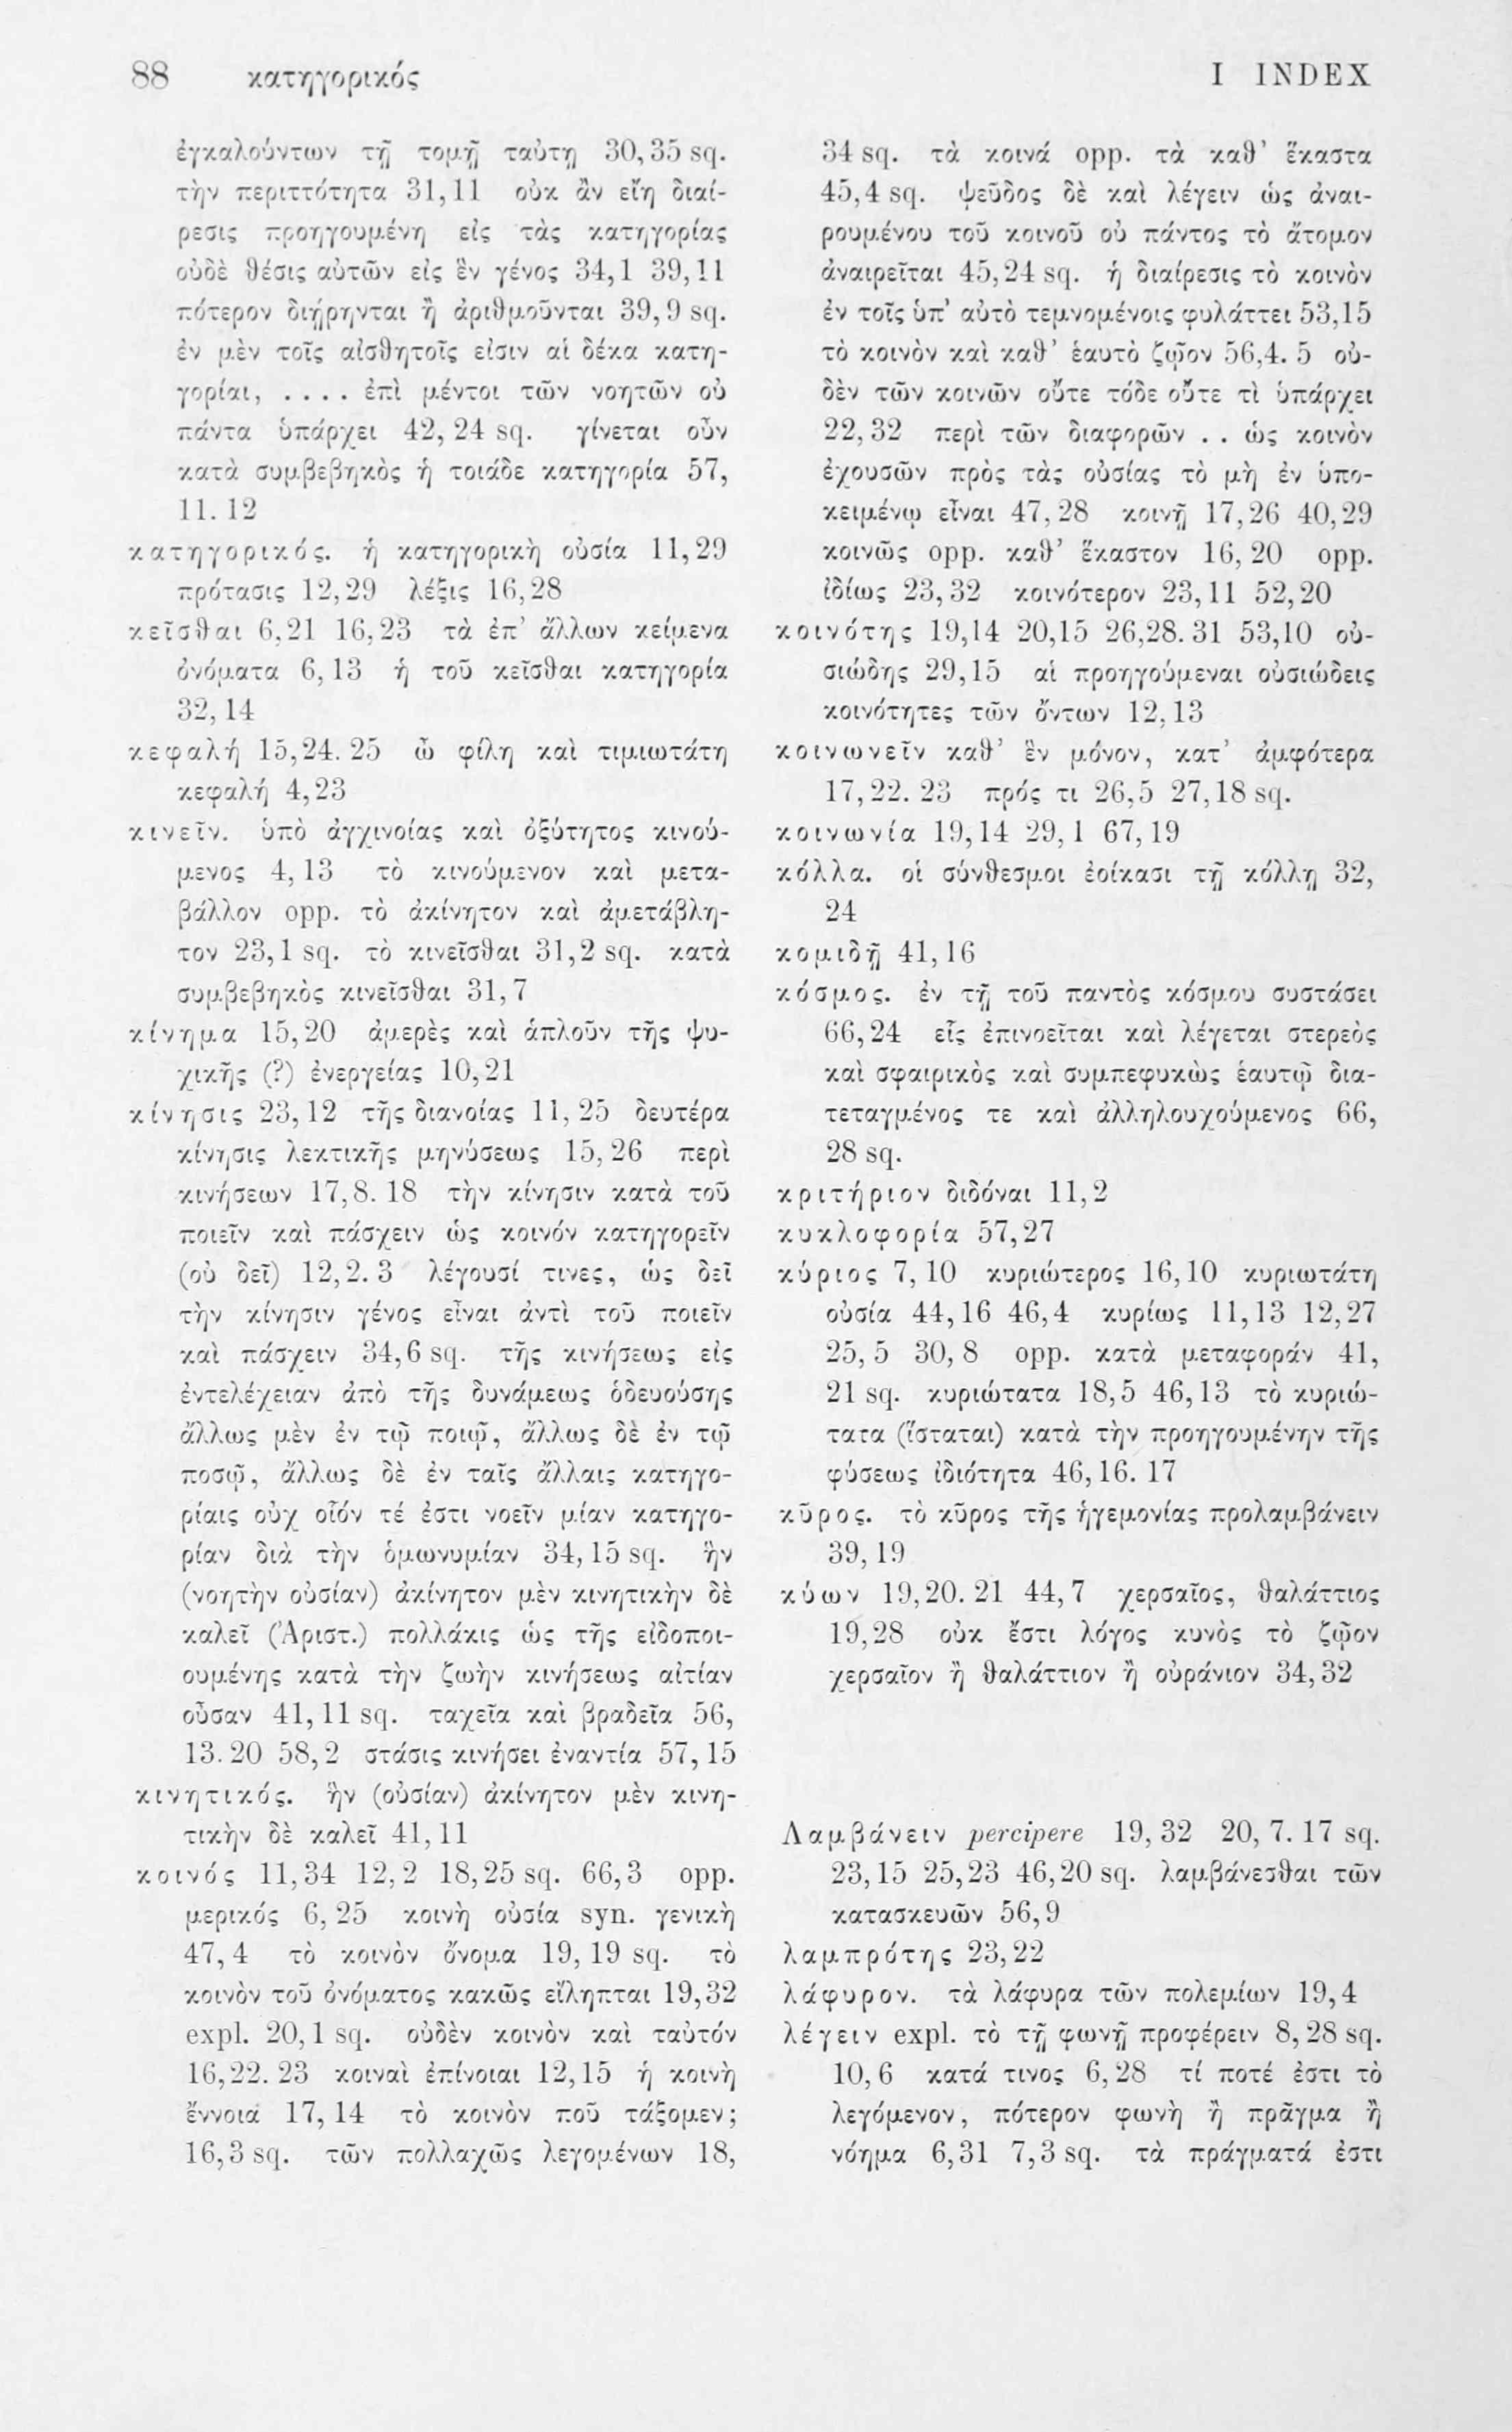 88 κατηγορικός I INDEX
ἐγκαλούντων τῇ τομῇ ταύτῃ 30,35 sq.
τὴν περιττότητα 31,11 οὐκ ἂν εἴη διαί-
ρεσις προηγουμένη εἰς τὰς κατηγορίας
οὐδὲ θέσις αὐτῶν εἰς ἓν γένος 34,1 39,11
πότερον διῄρηνται ἢ ἀριθμοῦνται 39,9 sq.
ἐν μὲν τοῖς αἰσθητοῖς εἰσιν αἱ δέκα κατη-
γορίαι, .... ἐπὶ μέντοι τῶν νοητῶν οὐ
πάντα ὑπάρχει 42,24 sq. γίνεται οὖν
κατὰ συμβεβηκὸς ἡ τοιάδε κατηγορία 57,
11. 12
κατηγορικός. ἡ κατηγορικὴ οὐσία 11,29
πρότασις 12,29 λέξις 16,28
κεῖσθαι 6,21 16,23 τὰ ἐπ’ ἄλλων κείμενα
ὀνόματα 6,13 ἡ τοῦ κεῖσθαι κατηγορία
32,14
κεφαλή 15,24. 25 ὦ φίλη καὶ τιμιωτάτη
κεφαλή 4,23
κινεῖν. ὑπὸ ἀγχινοίας καὶ ὀξύτητος κινού-
μενος 4,13 τὸ κινούμενον καὶ μετα-
βάλλον opp. τὸ ἀκίνητον καὶ ἀμετάβλη-
τον 23,1 sq. τὸ κινεῖσθαι 31,2 sq. κατὰ
συμβεβηκὸς κινεῖσθαι 31,7
κίνημα 15,20 ἀμερὲς καὶ ἁπλοῦν τῆς ψυ-
χικῆς (?) ἐνεργείας 10,21
κίνησις 23,12 τῆς διανοίας 11,25 δευτέρα
κίνησις λεκτικῆς μηνύσεως 15,26 περὶ
κινήσεων 17,8. 18 τὴν κίνησιν κατὰ τοῦ
ποιεῖν καὶ πάσχειν ὡς κοινόν κατηγορεῖν
(οὐ δεῖ) 12,2. 3 λέγουσί τινες, ὡς δεῖ
τὴν κίνησιν γένος εἶναι ἀντὶ τοῦ ποιεῖν
καὶ πάσχειν 34,6 sq. τῆς κινήσεως εἰς
ἐντελέχειαν ἀπὸ τῆς δυνάμεως ὁδευούσης
ἄλλως μὲν ἐν τῷ ποιῷ, ἄλλως δὲ ἐν τῷ
ποσῷ, ἄλλως δὲ ἐν ταῖς ἄλλαις κατηγο-
ρίαις οὐχ οἷόν τέ ἐστι νοεῖν μίαν κατηγο-
ρίαν διὰ τὴν ὁμωνυμίαν 34,15 sq. ἣν
(νοητὴν οὐσίαν) ἀκίνητον μὲν κινητικὴν δὲ
καλεῖ (Ἀριστ.) πολλάκις ὡς τῆς εἰδοποι-
ουμένης κατὰ τὴν ζωὴν κινήσεως αἰτίαν
οὖσαν 41,11 sq. ταχεῖα καὶ βραδεῖα 56,
13. 20 58,2 στάσις κινήσει ἐναντία 57,15
κινητικός. ἣν (οὐσίαν) ἀκίνητον μὲν κινη-
τικὴν δὲ καλεῖ 41,11
κοινός 11,34 12,2 18,25 sq. 66,3 opp.
μερικός 6,25 κοινὴ οὐσία syn. γενικὴ
47,4 τὸ κοινὸν ὄνομα 19,19 sq. τὸ
κοινὸν τοῦ ὀνόματος κακῶς εἴληπται 19,32
expl. 20,1 sq. οὐδὲν κοινὸν καὶ ταὐτόν
16,22. 23 κοιναὶ ἐπίνοιαι 12,15 ἡ κοινὴ
ἔννοια 17,14 τὸ κοινὸν ποῦ τάξομεν;
16,3 sq. τῶν πολλαχῶς λεγομένων 18,
34 sq. τὰ κοινά opp. τὰ καθ’ ἕκαστα
45,4 sq. ψεῦδος δὲ καὶ λέγειν ὡς ἀναι-
ρουμένου τοῦ κοινοῦ οὐ πάντος τὸ ἄτομον
ἀναιρεῖται 45,24 sq. ἡ διαίρεσις τὸ κοινὸν
ἐν τοῖς ὑπ’ αὐτὸ τεμνομένοις φυλάττει 53,15
τὸ κοινὸν καὶ καθ’ ἑαυτὸ ζῷον 56,4. 5 οὐ-
δὲν τῶν κοινῶν οὔτε τόδε οὔτε τὶ ὑπάρχει
22,32 περὶ τῶν διαφορῶν .. ὡς κοινὸν
ἐχουσῶν πρὸς τὰς οὐσίας τὸ μὴ ἐν ὑπο-
κειμένῳ εἶναι 47,28 κοινῇ 17,26 40,29
κοινῶς opp. καθ’ ἕκαστον 16,20 opp.
ἰδίως 23,32 κοινότερον 23,11 52,20
κοινότης 19,14 20,15 26,28. 31 53,10 οὐ-
σιώδης 29,15 αἱ προηγούμεναι οὐσιώδεις
κοινότητες τῶν ὄντων 12,13
κοινωνεῖν καθ’ ἓν μόνον, κατ’ ἀμφότερα
17,22. 23 πρός τι 26,5 27,18 sq.
κοινωνία 19,14 29,1 67,19
κόλλα. οἱ σύνθεσμοι ἐοίκασι τῇ κόλλῃ 32,
24
κομιδῇ 41,16
κόσμος. ἐν τῇ τοῦ παντὸς κόσμου συστάσει
66,24 εἷς ἐπινοεῖται καὶ λέγεται στερεὸς
καὶ σφαιρικὸς καὶ συμπεφυκὼς ἑαυτῷ δια-
τεταγμένος τε καὶ ἀλληλουχούμενος 66,
28 sq.
κριτήριον διδόναι 11,2
κυκλοφορία 57,27
κύριος 7,10 κυριώτερος 16,10 κυριωτάτη
οὐσία 44,16 46,4 κυρίως 11,13 12,27
25,5 30,8 opp. κατὰ μεταφοράν 41,
21 sq. κυριώτατα 18,5 46,13 τὸ κυριώ-
τατα (ἵσταται) κατὰ τὴν προηγουμένην τῆς
φύσεως ἰδιότητα 46,16. 17
κῦρος. τὸ κῦρος τῆς ἡγεμονίας προλαμβάνειν
39,19
κύων 19,20. 21 44,7 χερσαῖος, θαλάττιος
19,28 οὐκ ἔστι λόγος κυνὸς τὸ ζῷον
χερσαῖον ἢ θαλάττιον ἢ οὐράνιον 34,32
Λαμβάνειν percipere 19,32 20,7. 17 sq.
23,15 25,23 46,20 sq. λαμβάνεσθαι τῶν
κατασκευῶν 56,9
λαμπρότης 23,22
λάφυρον. τὰ λάφυρα τῶν πολεμίων 19,4
λέγειν expl. τὸ τῇ φωνῇ προφέρειν 8,28 sq.
10,6 κατά τινος 6,28 τί ποτέ ἐστι τὸ
λεγόμενον, πότερον φωνὴ ἢ πρᾶγμα ἢ
νόημα 6,31 7,3 sq. τὰ πράγματά ἐστι